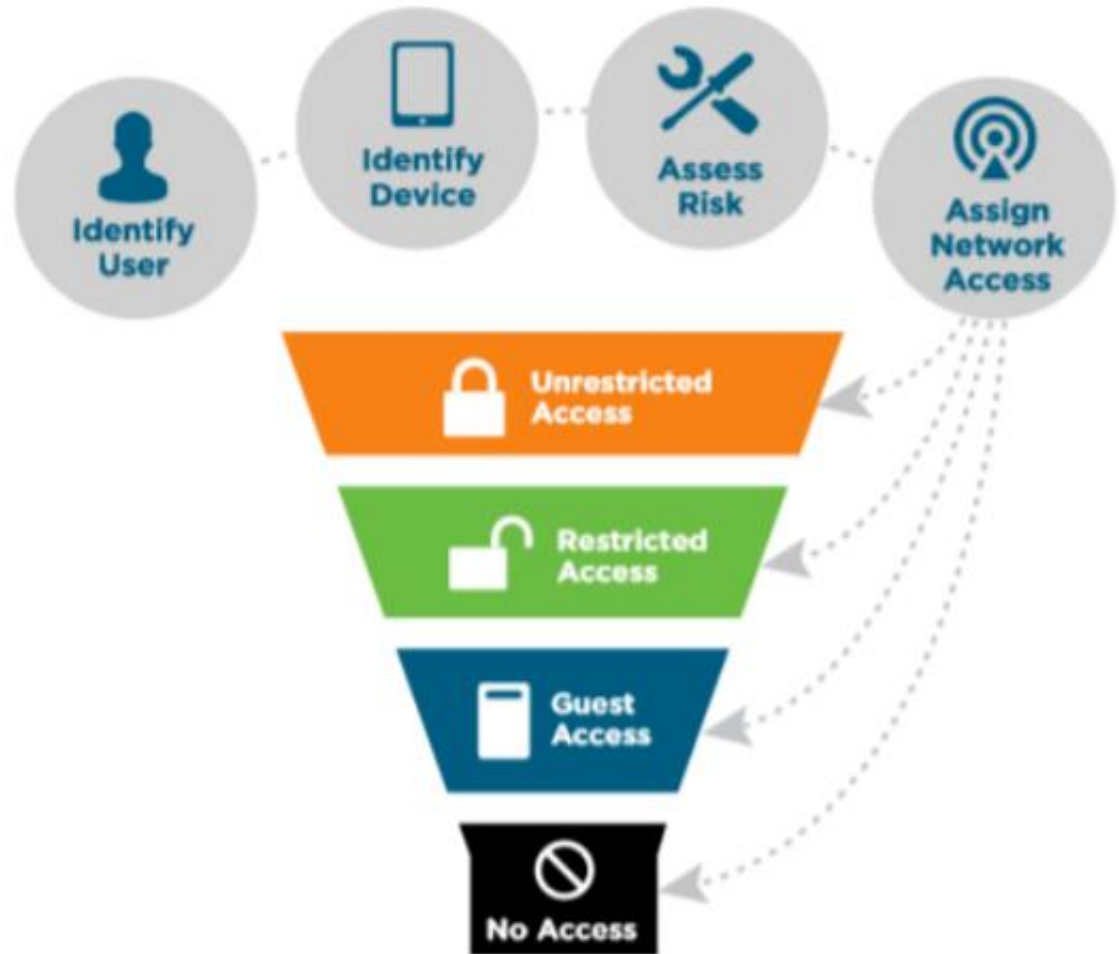 Identify
User
Identify
Device
Assess
Risk
Assign
Network
Access
Unrestricted
Access
Restricted
Access
Guest
Access
No Access